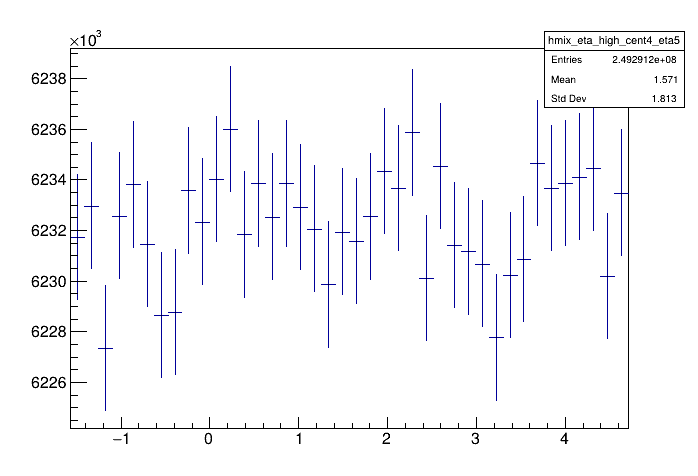 ×10³
hmix_eta_high_cent4_eta5
Entries 2.492912e+08
Mean 1.571
Std Dev 1.813
6238
6236
6234
6232
6230
6228
6226
−1 0 1 2 3 4